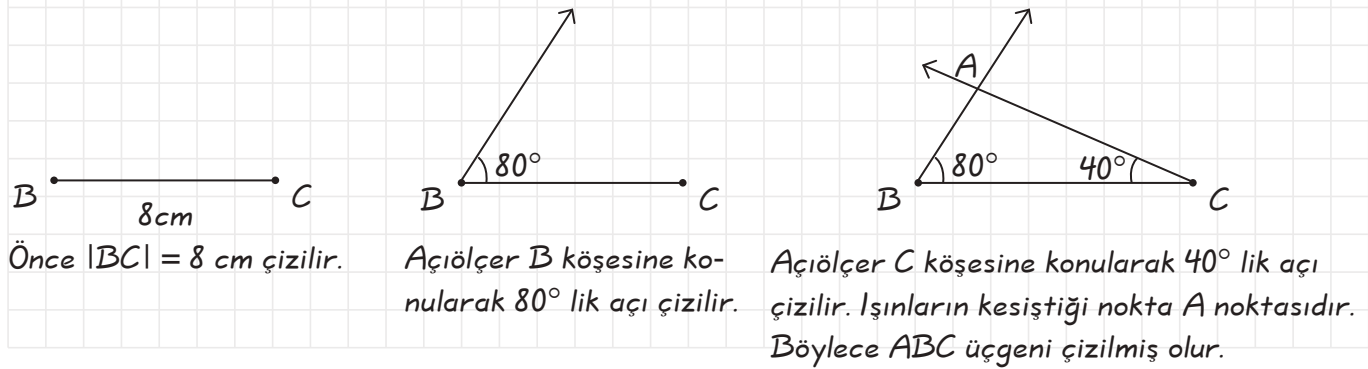 B
C
8cm
Önce |BC| = 8 cm çizilir.
80°
B
C
Açıölçer B köşesine ko-
nularak 80° lik açı çizilir.
A
80°
40°
B
C
Açıölçer C köşesine konularak 40° lik açı
çizilir. Işınların kesiştiği nokta A noktasıdır.
Böylece ABC üçgeni çizilmiş olur.